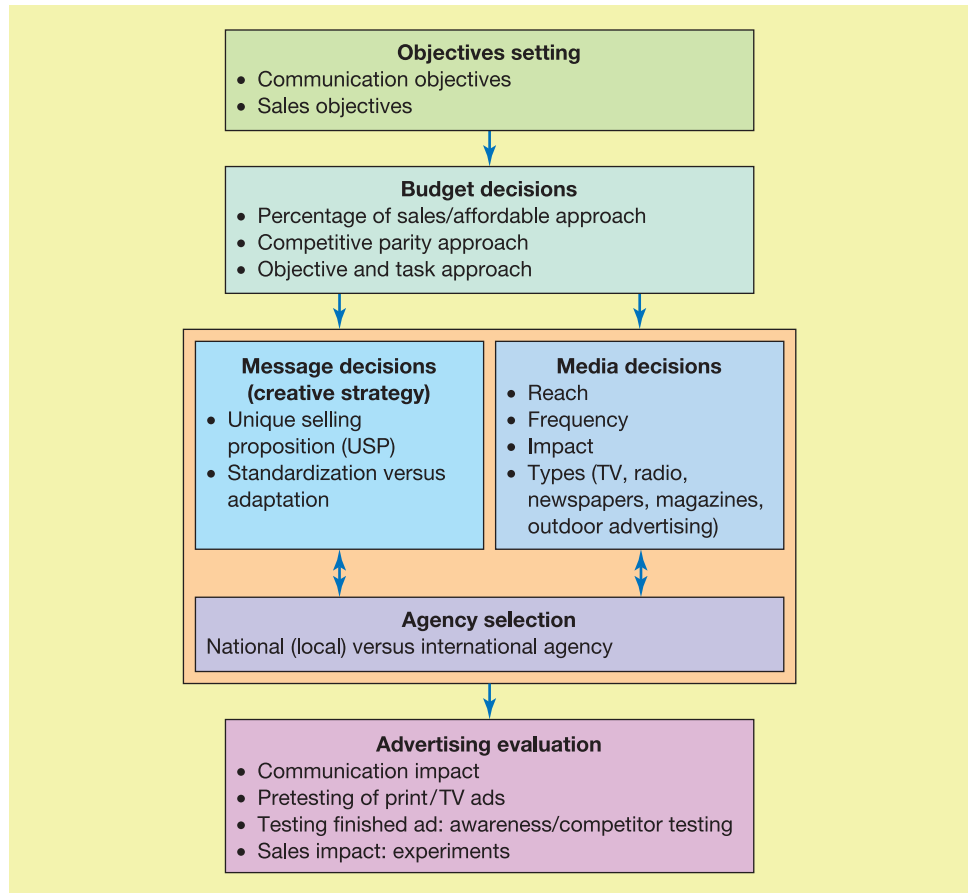 Objectives setting
• Communication objectives
• Sales objectives
Budget decisions
• Percentage of sales/affordable approach
• Competitive parity approach
• Objective and task approach
Message decisions
(creative strategy)
• Unique selling
proposition (USP)
• Standardization versus
adaptation
Media decisions
• Reach
• Frequency
• Impact
• Types (TV, radio,
newspapers, magazines,
outdoor advertising)
Agency selection
National (local) versus international agency
Advertising evaluation
• Communication impact
• Pretesting of print/TV ads
• Testing finished ad: awareness/competitor testing
• Sales impact: experiments